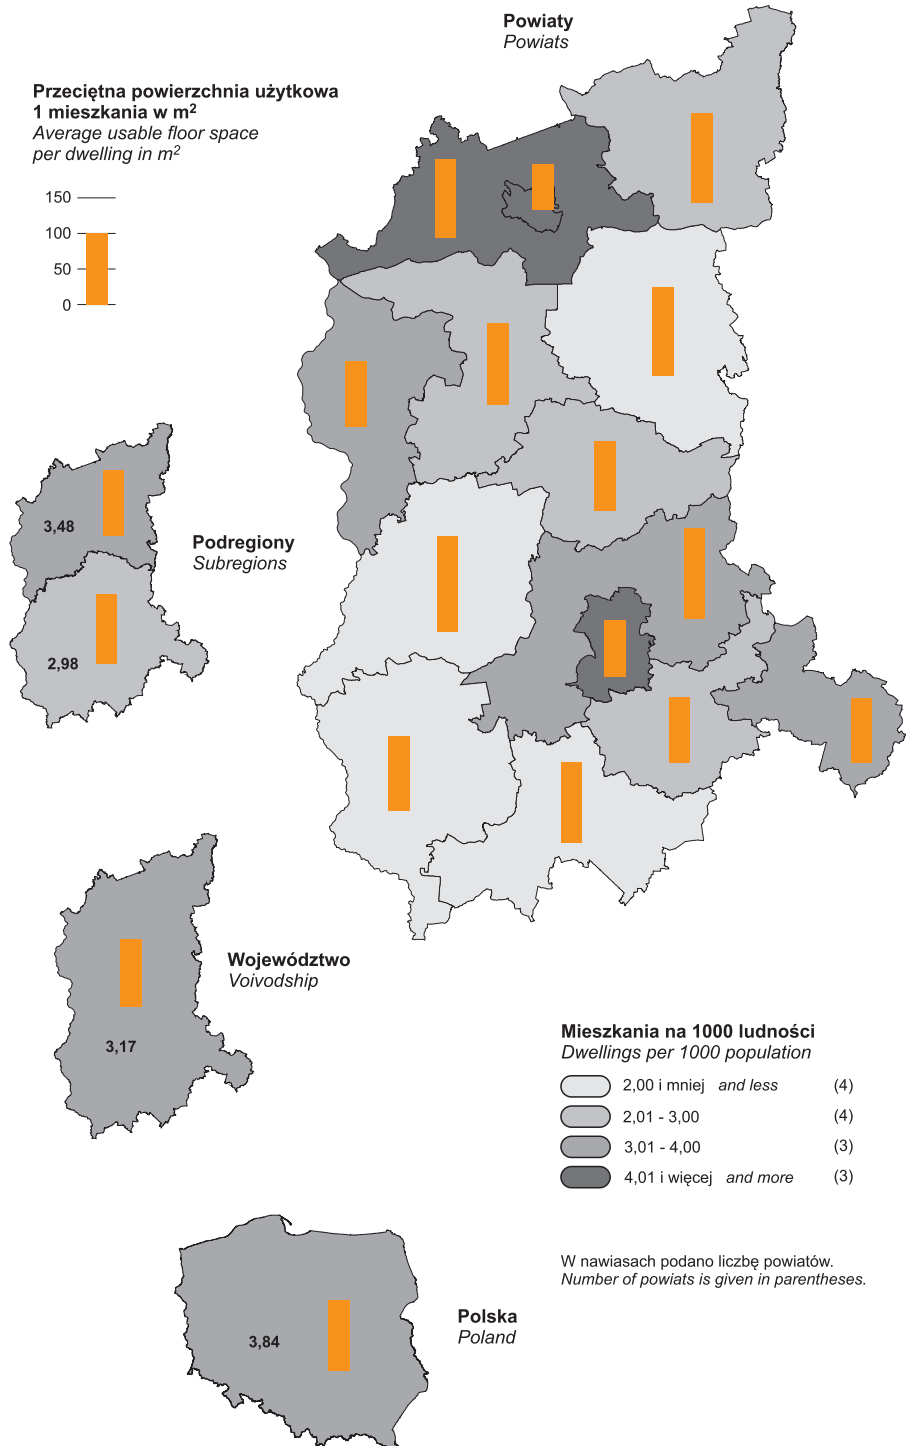 Powiaty
Powiats
Przeciętna powierzchnia użytkowa
1 mieszkania w m²
Average usable floor space
per dwelling in m²
150
100
50
0
3,48
Podregiony
Subregions
2,98
Województwo
Voivodship
3,17
Mieszkania na 1000 ludności
Dwellings per 1000 population
2,00 i mniej and less (4)
2,01 - 3,00 (4)
3,01 - 4,00 (3)
4,01 i więcej and more (3)
W nawiasach podano liczbę powiatów.
Number of powiats is given in parentheses.
Polska
Poland
3,84